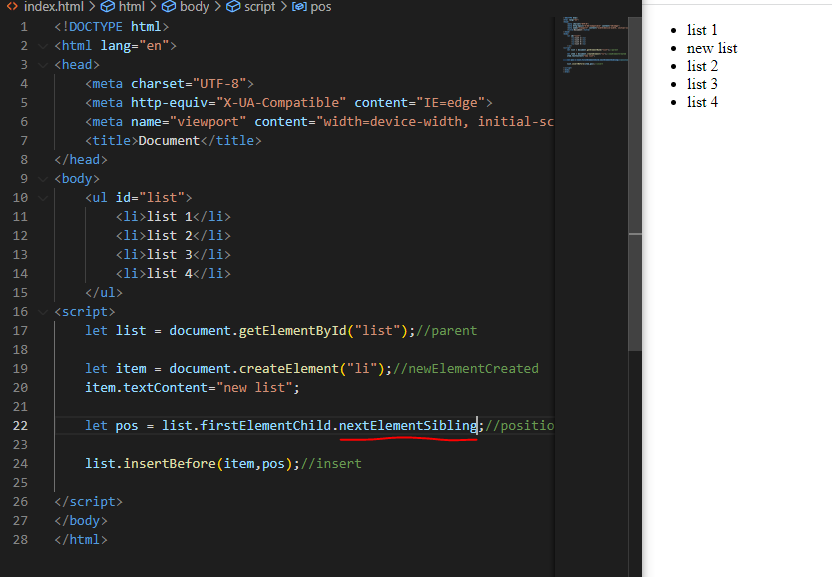 index.html > html > body > script > pos
1 <!DOCTYPE html>
2 <html lang="en">
3 <head>
4 <meta charset="UTF-8">
5 <meta http-equiv="X-UA-Compatible" content="IE=edge">
6 <meta name="viewport" content="width=device-width, initial-sc
7 <title>Document</title>
8 </head>
9 <body>
10 <ul id="list">
11 <li>list 1</li>
12 <li>list 2</li>
13 <li>list 3</li>
14 <li>list 4</li>
15 </ul>
16 <script>
17 let list = document.getElementById("list");//parent
18
19 let item = document.createElement("li");//newElementCreated
20 item.textContent="new list";
21
22 let pos = list.firstElementChild.nextElementSibling;//positio
23
24 list.insertBefore(item,pos);//insert
25
26 </script>
27 </body>
28 </html>
• list 1
• new list
• list 2
• list 3
• list 4